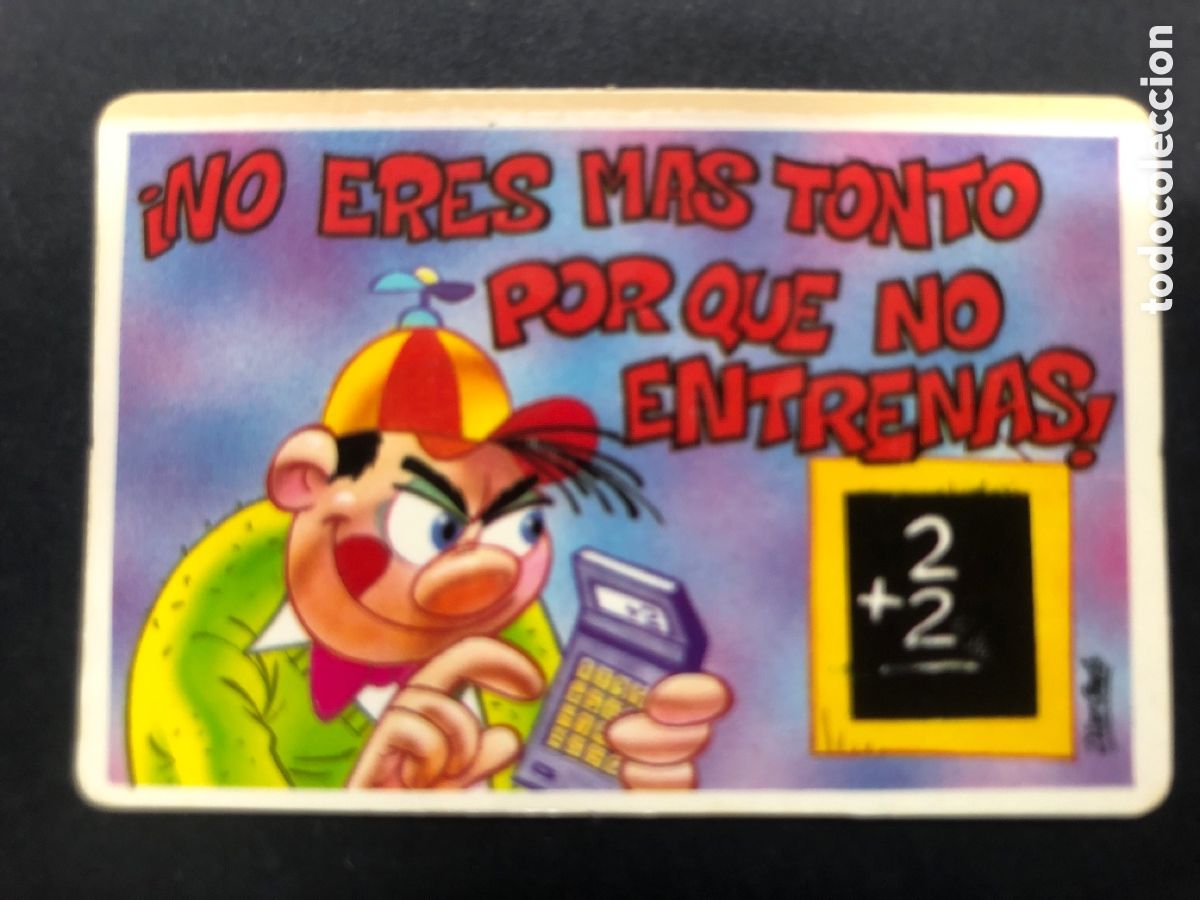 ¡NO ERES MAS TONTO
POR QUE NO
ENTRENAS!
2
+2
todocoleccion